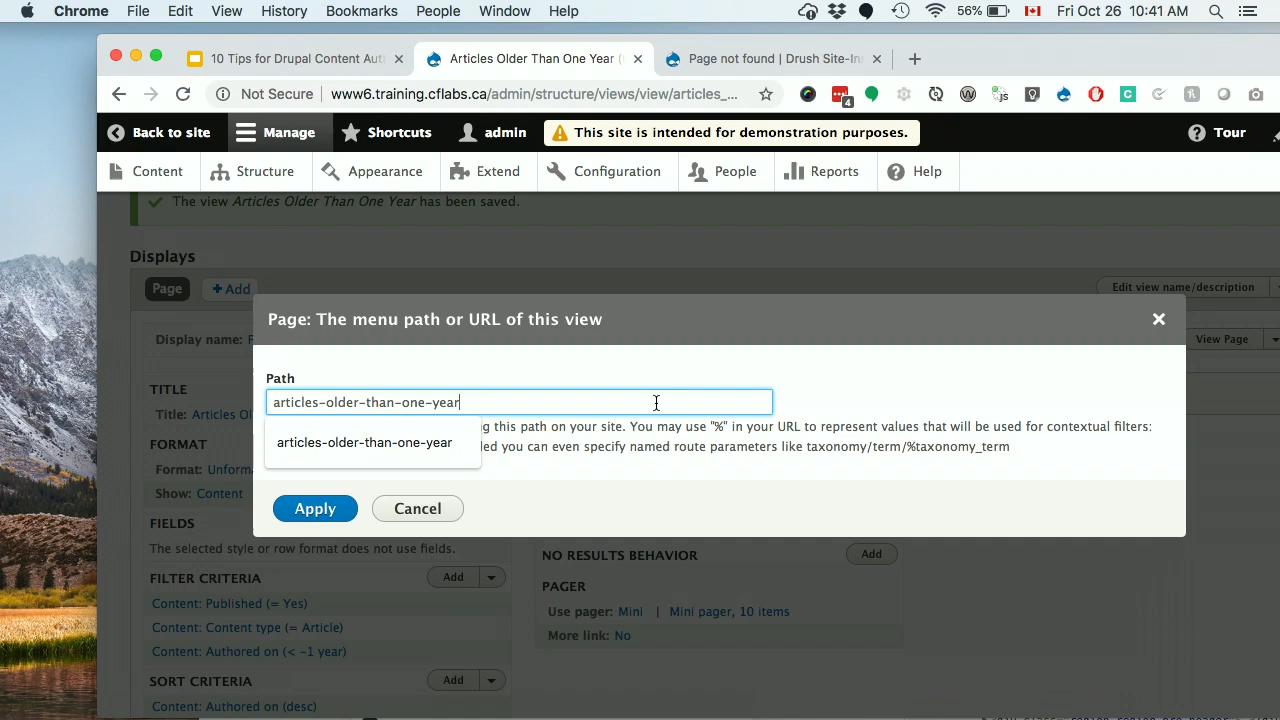 Chrome File Edit View History Bookmarks People Window Help 56% Fri Oct 26 10:41 AM
10 Tips for Drupal Content Aut
Articles Older Than One Year (
Page not found | Drush Site-Ins
Not Secure | www6.training.cflabs.ca/admin/structure/views/view/articles_...
4
Back to site Manage Shortcuts admin This site is intended for demonstration purposes. Tour
Content Structure Appearance Extend Configuration People Reports Help
The view Articles Older Than One Year has been saved.
Displays
Page + Add Edit view name/description
Page: The menu path or URL of this view
Display name: View Page
Path
TITLE
articles-older-than-one-year
Title: Articles Ol
ng this path on your site. You may use "%" in your URL to represent values that will be used for contextual filters:
FORMAT
articles-older-than-one-year
ded you can even specify named route parameters like taxonomy/term/%taxonomy_term
Format: Unform
Show: Content
Apply Cancel
FIELDS
The selected style or row format does not use fields.
NO RESULTS BEHAVIOR Add
FILTER CRITERIA Add
PAGER
Content: Published (= Yes)
Use pager: Mini | Mini pager, 10 items
Content: Content type (= Article)
More link: No
Content: Authored on (< -1 year)
SORT CRITERIA Add
Content: Authored on (desc)